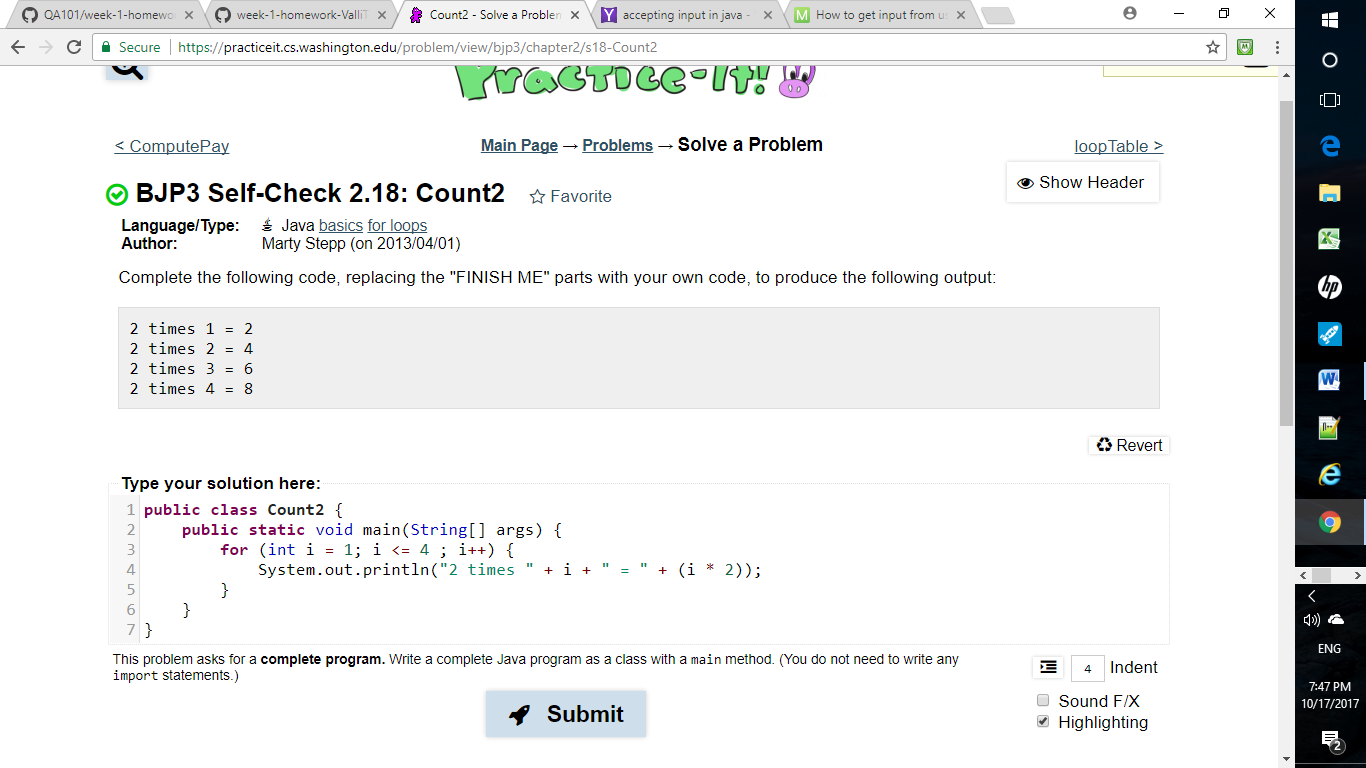 QA101/week-1-homewo
week-1-homework-ValliT
Count2 - Solve a Problem
accepting input in java -
How to get input from us
Secure
https://practiceit.cs.washington.edu/problem/view/bjp3/chapter2/s18-Count2
Practice-It!
< ComputePay
Main Page → Problems → Solve a Problem
loopTable >
Show Header
BJP3 Self-Check 2.18: Count2
Favorite
Language/Type: Java basics for loops
Author: Marty Stepp (on 2013/04/01)
Complete the following code, replacing the "FINISH ME" parts with your own code, to produce the following output:
2 times 1 = 2
2 times 2 = 4
2 times 3 = 6
2 times 4 = 8
Revert
Type your solution here:
1 public class Count2 {
2 public static void main(String[] args) {
3 for (int i = 1; i <= 4 ; i++) {
4 System.out.println("2 times " + i + " = " + (i * 2));
5 }
6 }
7 }
This problem asks for a complete program. Write a complete Java program as a class with a main method. (You do not need to write any
import statements.)
4 Indent
Sound F/X
Highlighting
Submit
ENG
7:47 PM
10/17/2017
2